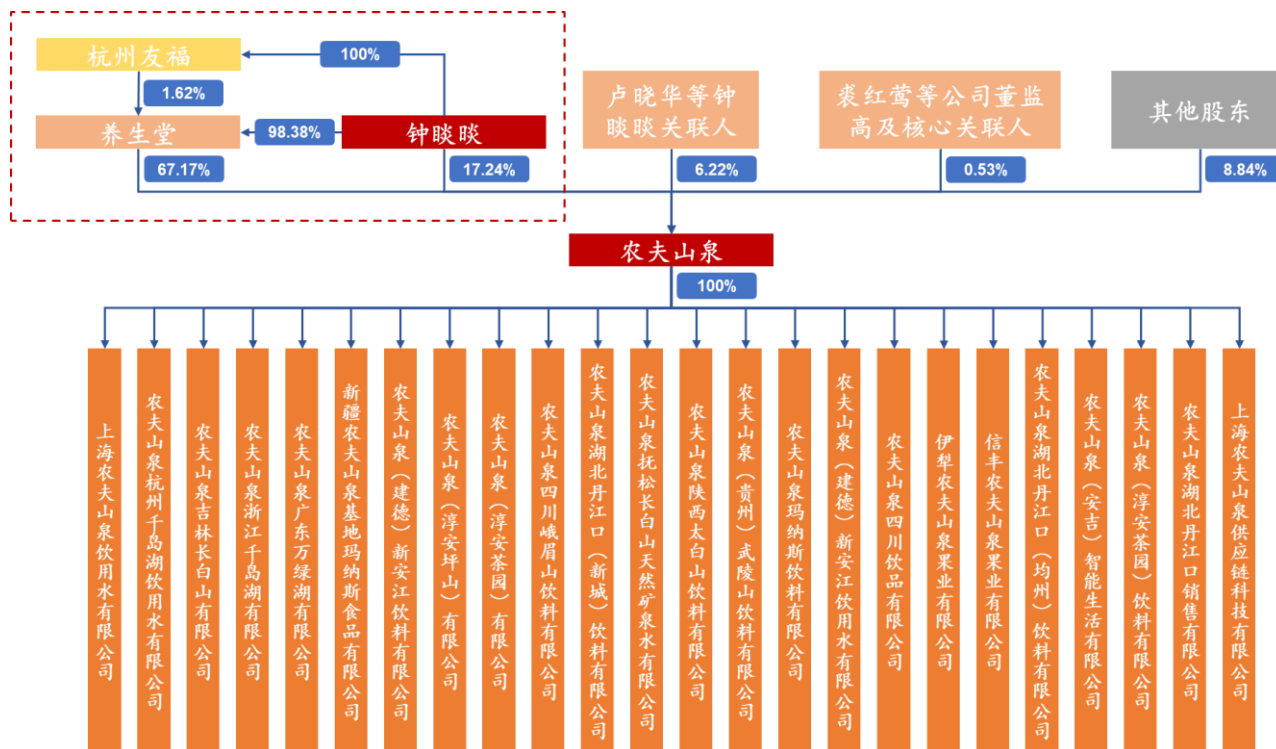 杭州友福
100%
1.62%
养生堂
98.38%
钟睒睒
67.17%
17.24%
卢晓华等钟
睒睒关联人
6.22%
裘红莺等公司董监
高及核心关联人
0.53%
其他股东
8.84%
农夫山泉
100%
上海农夫山泉饮用水有限公司
农夫山泉杭州千岛湖饮用水有限公司
农夫山泉吉林长白山有限公司
农夫山泉浙江千岛湖有限公司
农夫山泉广东万绿湖有限公司
新疆农夫山泉基地玛纳斯食品有限公司
农夫山泉（建德）新安江饮料有限公司
农夫山泉（淳安坪山）有限公司
农夫山泉（淳安茶园）有限公司
农夫山泉四川峨眉山饮料有限公司
农夫山泉湖北丹江口（新城）饮料有限公司
农夫山泉抚松长白山天然矿泉水有限公司
农夫山泉陕西太白山饮料有限公司
农夫山泉（贵州）武陵山饮料有限公司
农夫山泉玛纳斯饮料有限公司
农夫山泉（建德）新安江饮用水有限公司
农夫山泉四川饮品有限公司
伊犁农夫山泉果业有限公司
信丰农夫山泉果业有限公司
农夫山泉湖北丹江口（均州）饮料有限公司
农夫山泉（安吉）智能生活有限公司
农夫山泉（淳安茶园）饮料有限公司
农夫山泉湖北丹江口销售有限公司
上海农夫山泉供应链科技有限公司